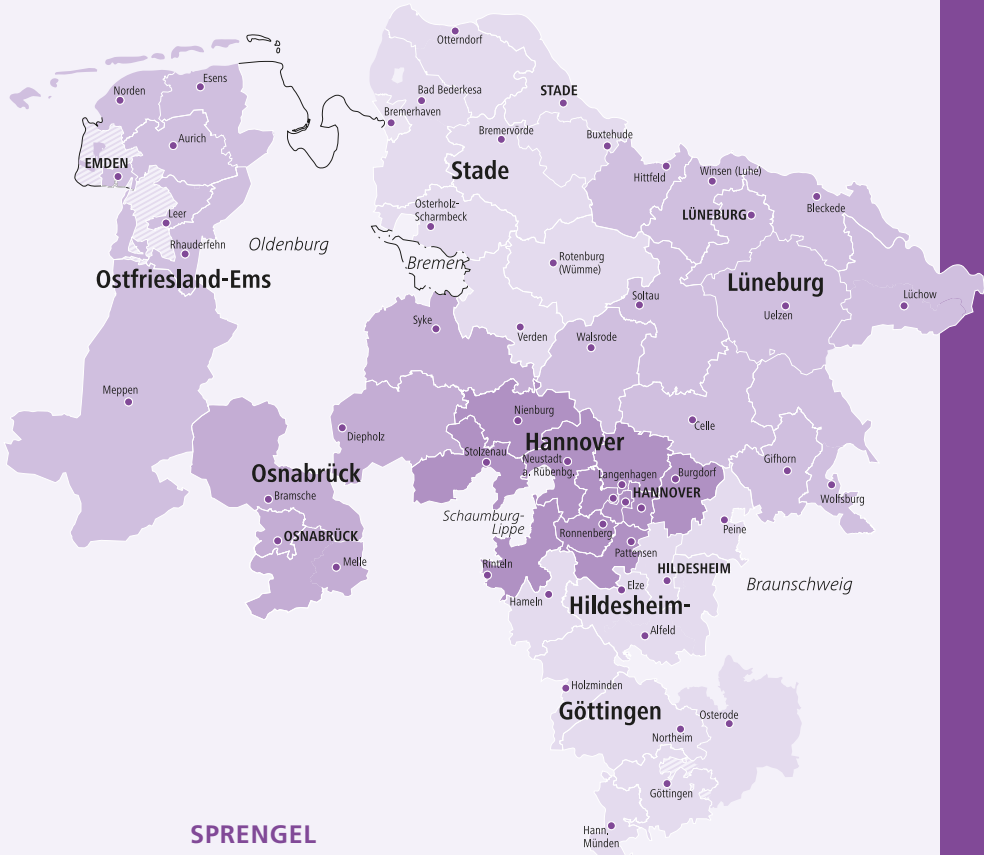 Otterndorf
Esens
Norden
Bad Bederkesa
STADE
Bremerhaven
Aurich
Bremervörde
Buxtehude
EMDEN
Stade
Hittfeld
Winsen (Luhe)
Bleckede
Leer
Osterholz-
Scharmbeck
LÜNEBURG
Rhauderfehn
Oldenburg
Bremen
Rotenburg
(Wümme)
Ostfriesland-Ems
Lüneburg
Soltau
Lüchow
Uelzen
Syke
Verden
Walsrode
Meppen
Nienburg
Diepholz
Celle
Hannover
Stolzenau
Neustadt
a. Rübenbg.
Gifhorn
Osnabrück
Langenhagen
Burgdorf
Bramsche
HANNOVER
Wolfsburg
Schaumburg-
Lippe
Peine
OSNABRÜCK
Ronnenberg
Pattensen
Melle
Rinteln
HILDESHEIM
Braunschweig
Elze
Hameln
Hildesheim-
Alfeld
Holzminden
Göttingen
Osterode
Northeim
Göttingen
Hann.
Münden
SPRENGEL